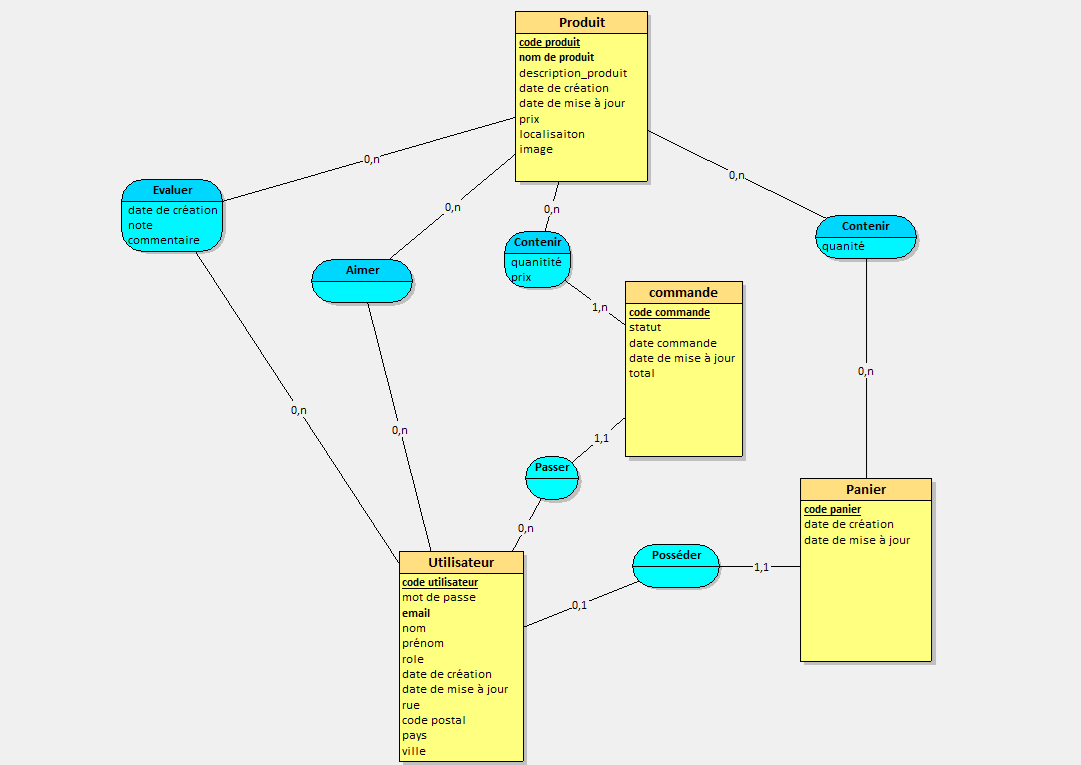 Produit
code produit
nom de produit
description_produit
date de création
date de mise à jour
prix
localisaiton
image
0,n
0,n
0,n
0,n
Evaluer
date de création
note
commentaire
Aimer
Contenir
quanitité
prix
Contenir
quanité
1,n
commande
code commande
statut
date commande
date de mise à jour
total
0,n
0,n
0,n
1,1
Passer
0,n
Panier
code panier
date de création
date de mise à jour
Posséder
1,1
0,1
Utilisateur
code utilisateur
mot de passe
email
nom
prénom
role
date de création
date de mise à jour
rue
code postal
pays
ville